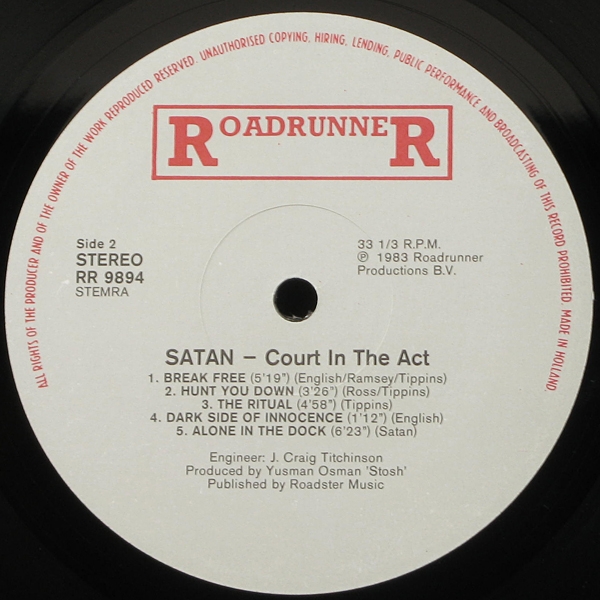 ALL RIGHTS OF THE PRODUCER AND OF THE OWNER OF THE WORK REPRODUCED RESERVED. UNAUTHORISED COPYING. HIRING, LENDING, PUBLIC PERFORMANCE AND BROADCASTING OF THIS RECORD PROHIBITED. MADE IN HOLLAND
ROADRUNNER
Side 2
STEREO
RR 9894
STEMRA
33 1/3 R.P.M.
℗ 1983 Roadrunner
Productions B.V.
SATAN – Court In The Act
1. BREAK FREE (5'19") (English/Ramsey/Tippins)
2. HUNT YOU DOWN (3'26") (Ross/Tippins)
3. THE RITUAL (4'58") (Tippins)
4. DARK SIDE OF INNOCENCE (1'12") (English)
5. ALONE IN THE DOCK (6'23") (Satan)
Engineer: J. Craig Titchinson
Produced by Yusman Osman 'Stosh'
Published by Roadster Music